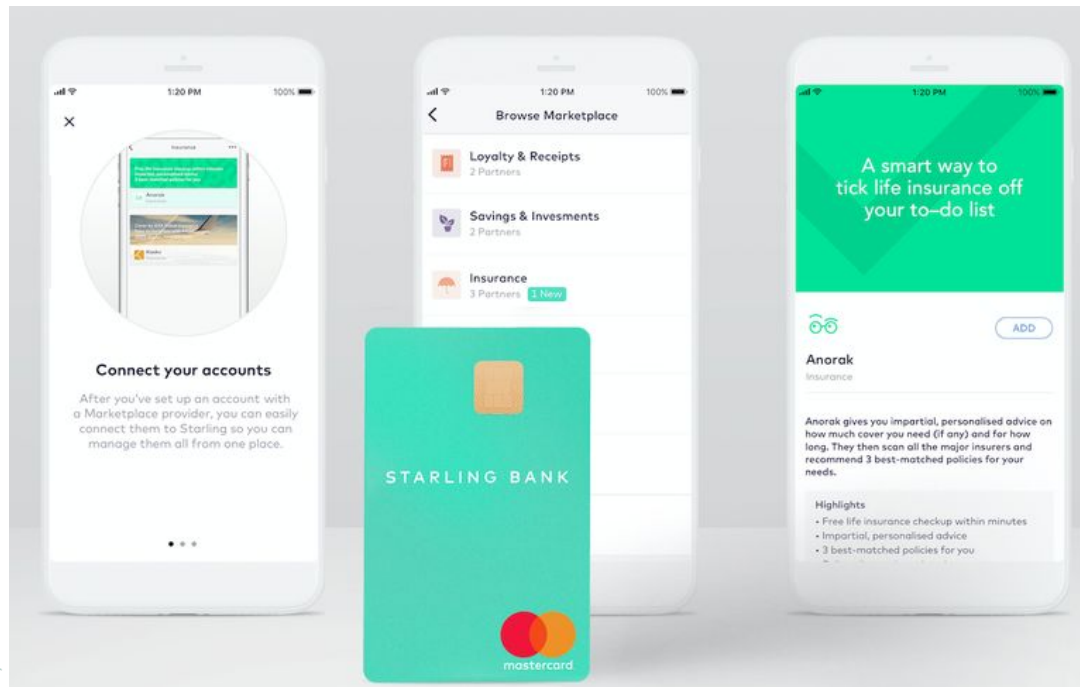 1:20 PM
100%
Insurance
Anorak
Connect your accounts
After you've set up an account with
a Marketplace provider, you can easily
connect them to Starling so you can
manage them all from one place.
1:20 PM
100%
Browse Marketplace
Loyalty & Receipts
2 Partners
Savings & Invesments
2 Partners
Insurance
3 Partners 1 New
STARLING BANK
mastercard
1:20 PM
100%
A smart way to
tick life insurance off
your to–do list
ADD
Anorak
Insurance
Anorak gives you impartial, personalised advice on
how much cover you need (if any) and for how
long. They then scan all the major insurers and
recommend 3 best-matched policies for your
needs.
Highlights
• Free life insurance checkup within minutes
• Impartial, personalised advice
• 3 best-matched policies for you